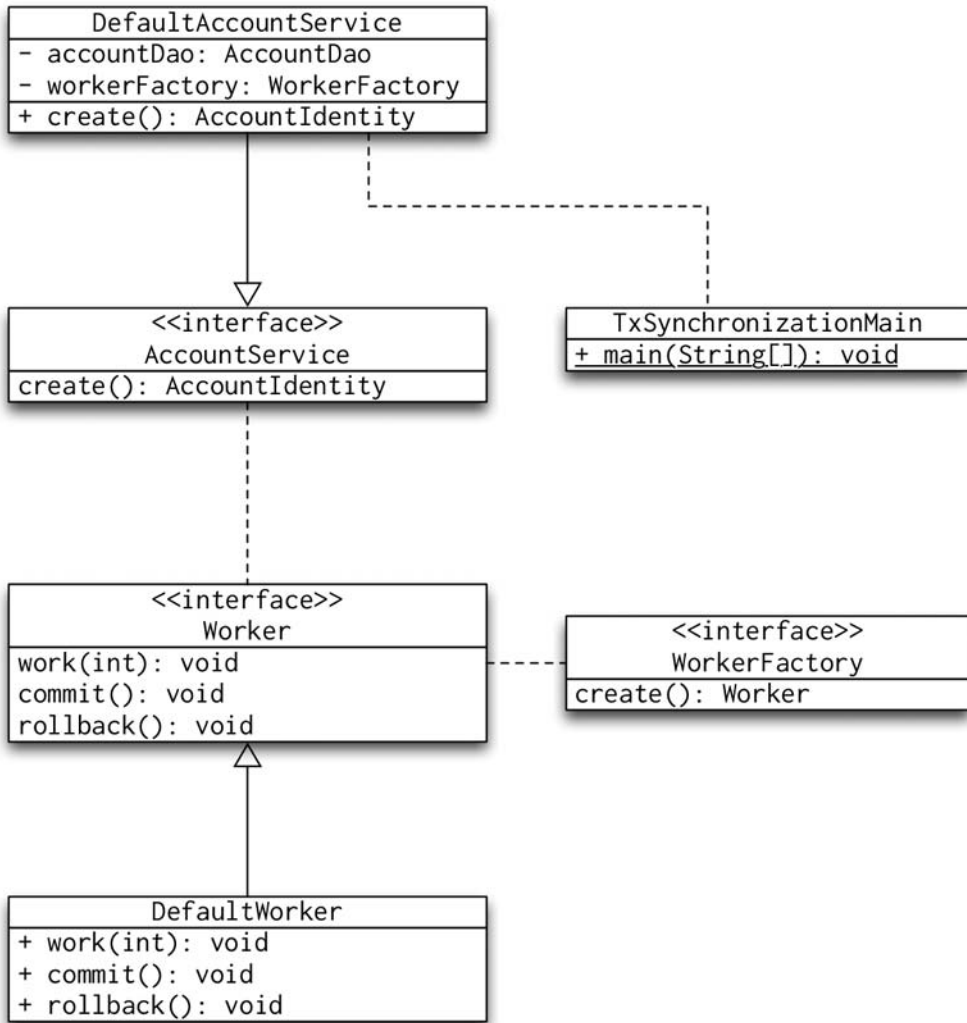 DefaultAccountService
- accountDao: AccountDao
- workerFactory: WorkerFactory
+ create(): AccountIdentity
<<interface>>
AccountService
create(): AccountIdentity
TxSynchronizationMain
+ main(String[]): void
<<interface>>
Worker
work(int): void
commit(): void
rollback(): void
<<interface>>
WorkerFactory
create(): Worker
DefaultWorker
+ work(int): void
+ commit(): void
+ rollback(): void